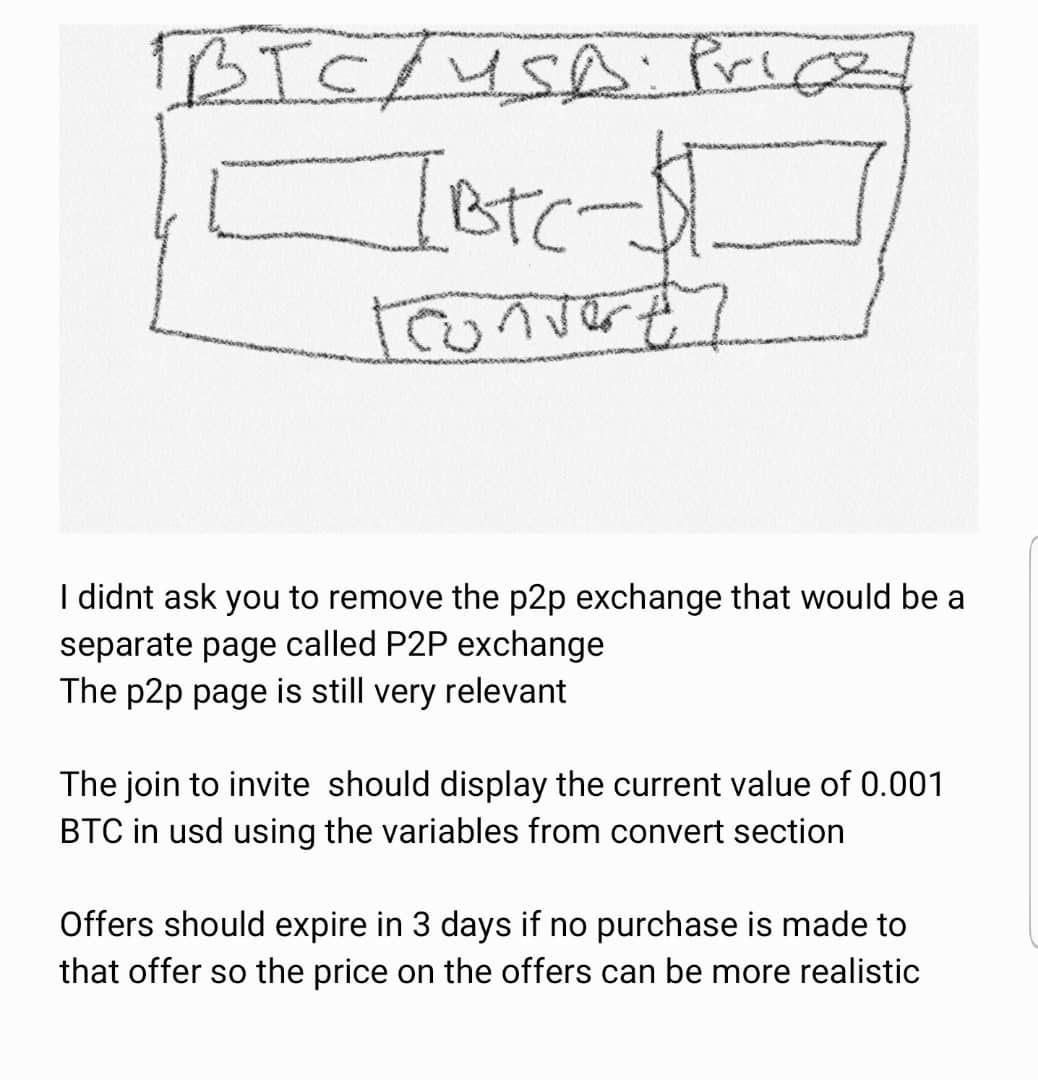 BTC/USD: Price
BTC-$
Convert
I didnt ask you to remove the p2p exchange that would be a
separate page called P2P exchange
The p2p page is still very relevant
The join to invite  should display the current value of 0.001
BTC in usd using the variables from convert section
Offers should expire in 3 days if no purchase is made to
that offer so the price on the offers can be more realistic